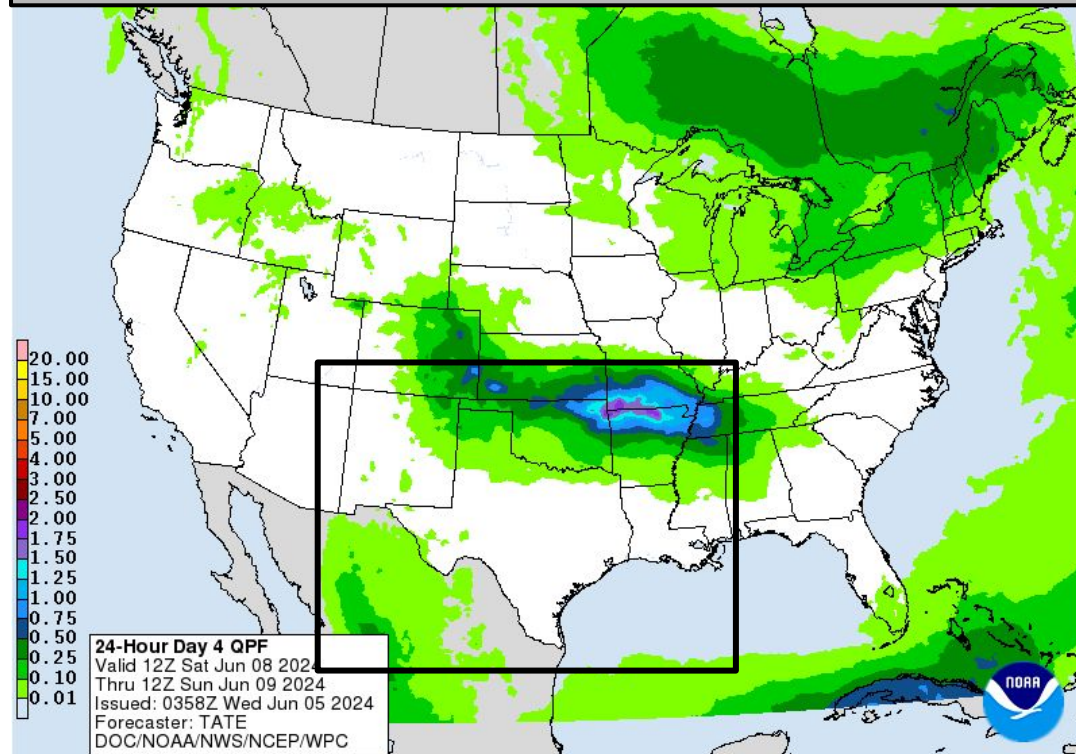 20.00
15.00
10.00
7.00
5.00
4.00
3.00
2.50
2.00
1.75
1.50
1.25
1.00
0.75
0.50
0.25
0.10
0.01
24-Hour Day 4 QPF
Valid 12Z Sat Jun 08 2024
Thru 12Z Sun Jun 09 2024
Issued: 0358Z Wed Jun 05 2024
Forecaster: TATE
DOC/NOAA/NWS/NCEP/WPC
NOAA